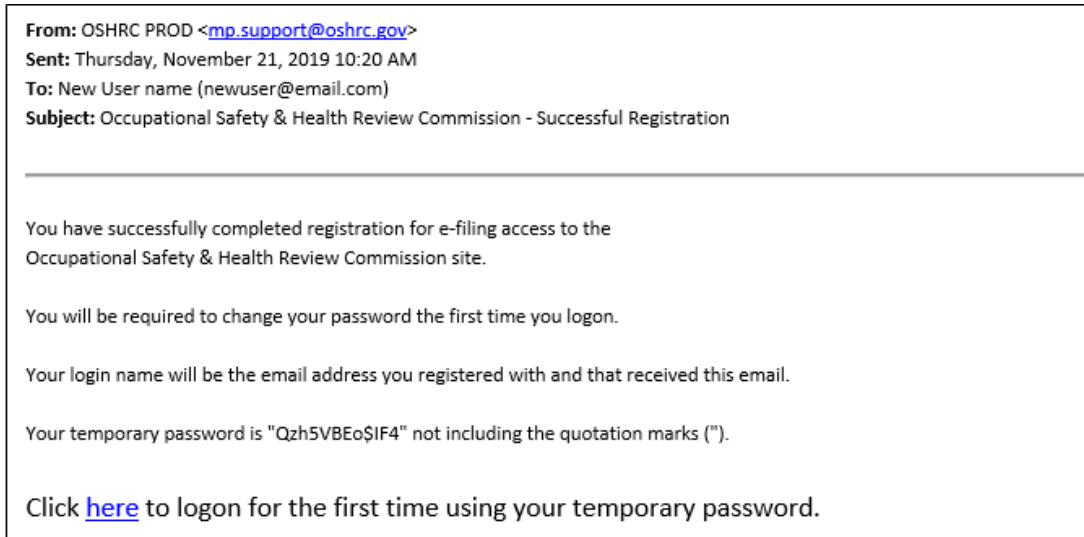 From: OSHRC PROD <mp.support@oshrc.gov>
Sent: Thursday, November 21, 2019 10:20 AM
To: New User name (newuser@email.com)
Subject: Occupational Safety & Health Review Commission - Successful Registration
You have successfully completed registration for e-filing access to the
Occupational Safety & Health Review Commission site.
You will be required to change your password the first time you logon.
Your login name will be the email address you registered with and that received this email.
Your temporary password is "Qzh5VBEo$IF4" not including the quotation marks (").
Click here to logon for the first time using your temporary password.